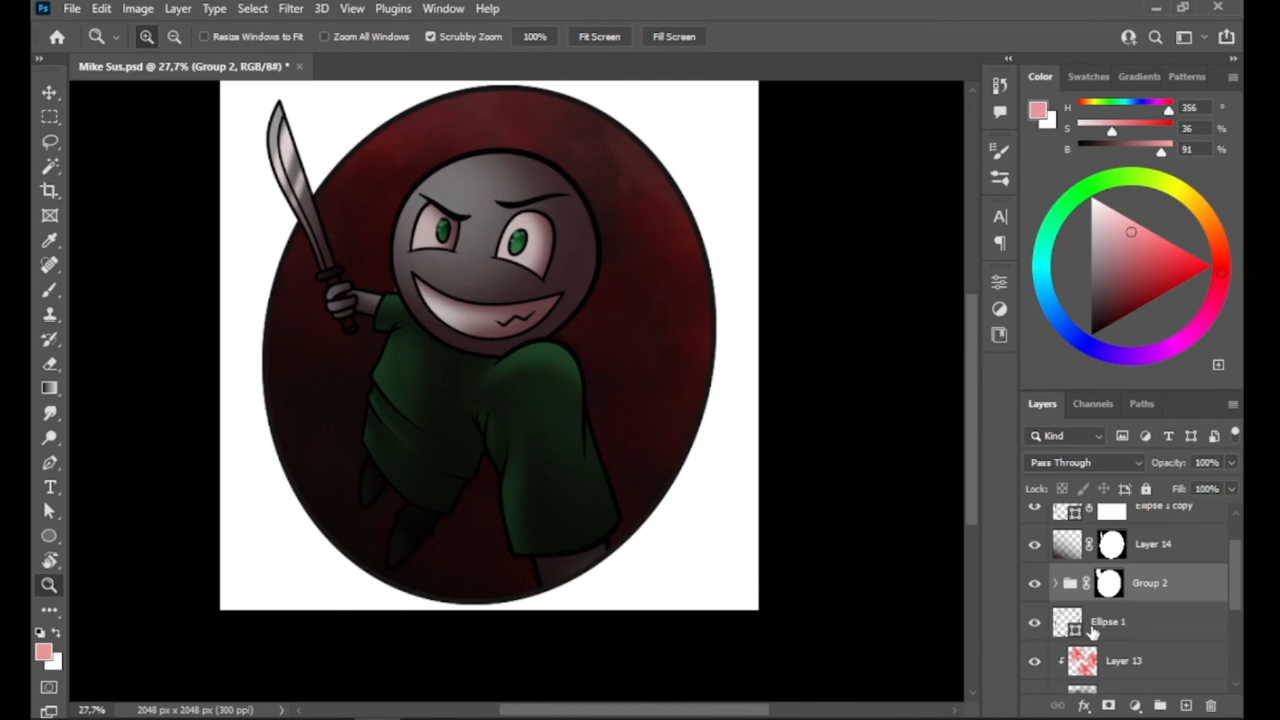 Ps File Edit Image Layer Type Select Filter 3D View Plugins Window Help
Resize Windows to Fit Zoom All Windows Scrubby Zoom 100% Fit Screen Fill Screen
Mike Sus.psd @ 27,7% (Group 2, RGB/8#) * ×
Color Swatches Gradients Patterns
H 356 °
S 36 %
B 91 %
Layers Channels Paths
Kind
Pass Through Opacity: 100%
Lock: Fill: 100%
Ellipse 1 copy
Layer 14
Group 2
Ellipse 1
Layer 13
fx
27,7% 2048 px x 2048 px (300 ppi)